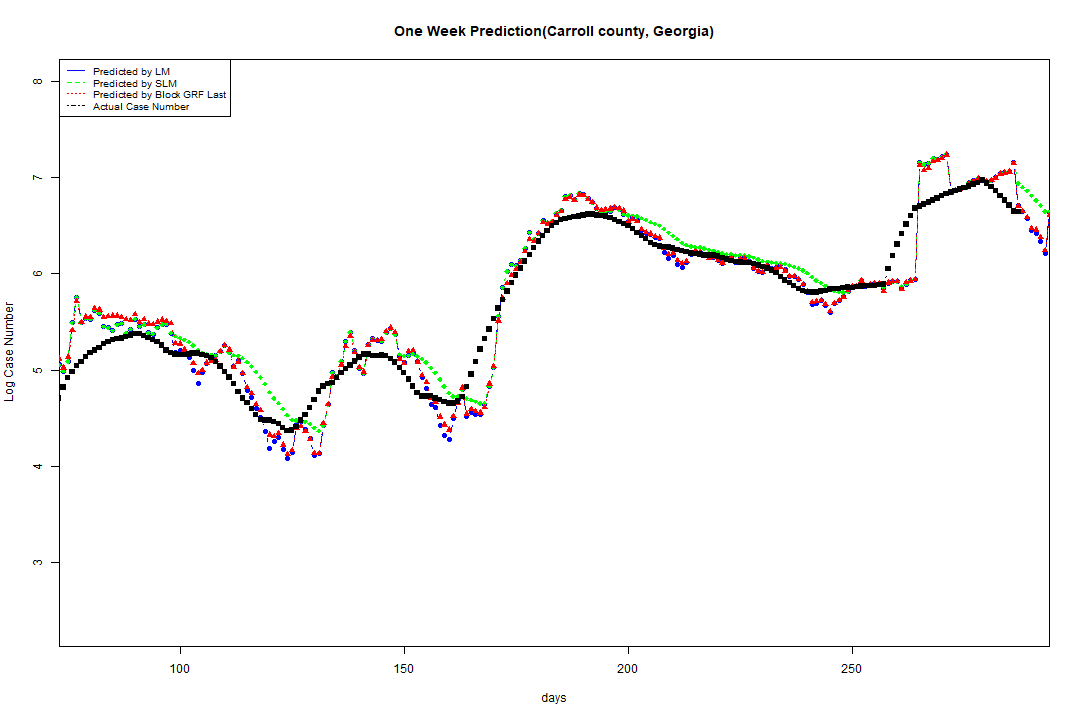 One Week Prediction(Carroll county, Georgia)
Predicted by LM
Predicted by SLM
Predicted by Block GRF Last
Actual Case Number
8
7
6
5
4
3
Log Case Number
100 150 200 250
days